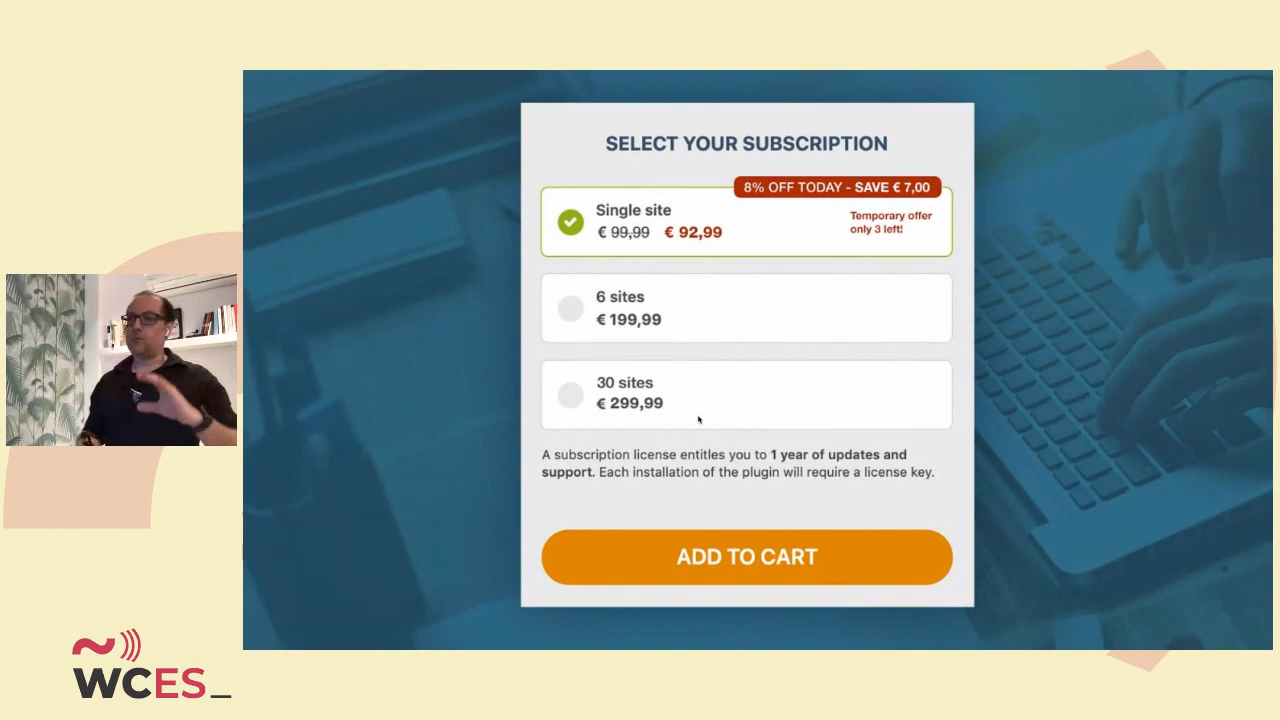 SELECT YOUR SUBSCRIPTION
8% OFF TODAY - SAVE € 7,00
Single site
€ 99,99 € 92,99
Temporary offer
only 3 left!
6 sites
€ 199,99
30 sites
€ 299,99
A subscription license entitles you to 1 year of updates and
support. Each installation of the plugin will require a license key.
ADD TO CART
WCES_